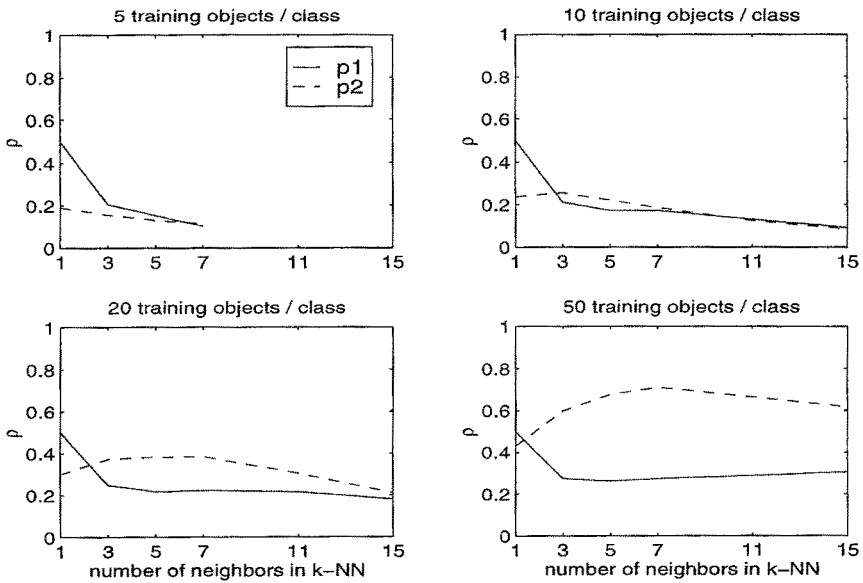 5 training objects / class
1
0.8
0.6
0.4
0.2
0
ρ
p1
p2
1 3 5 7 11 15
10 training objects / class
1
0.8
0.6
0.4
0.2
0
ρ
1 3 5 7 11 15
20 training objects / class
1
0.8
0.6
0.4
0.2
0
ρ
1 3 5 7 11 15
number of neighbors in k−NN
50 training objects / class
1
0.8
0.6
0.4
0.2
0
ρ
1 3 5 7 11 15
number of neighbors in k−NN